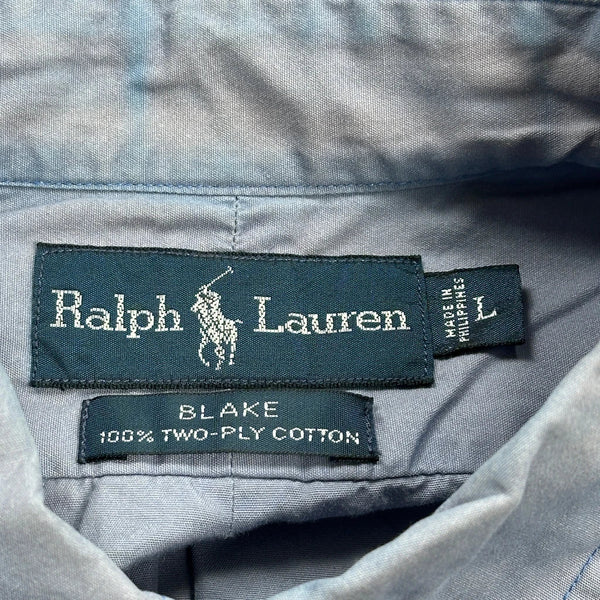 Ralph Lauren
MADE IN
PHILIPPINES
L
BLAKE
100% TWO-PLY COTTON